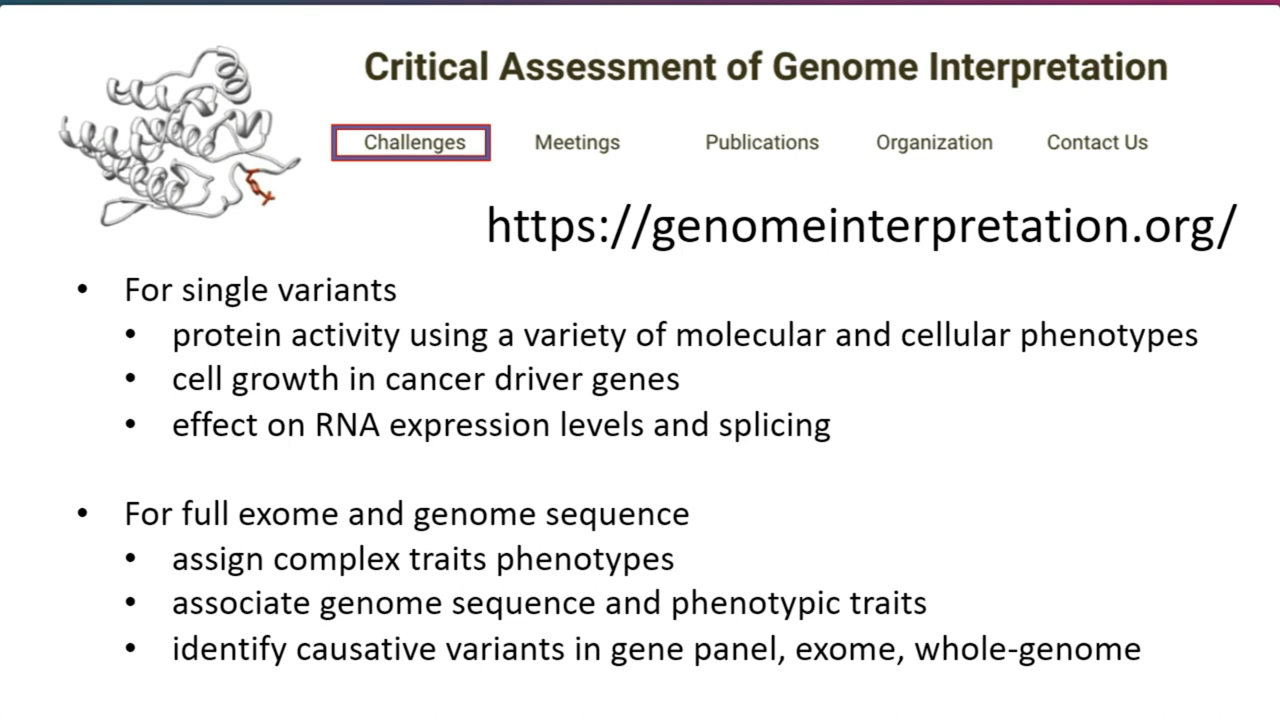 Critical Assessment of Genome Interpretation
Challenges Meetings Publications Organization Contact Us
https://genomeinterpretation.org/
• For single variants
• protein activity using a variety of molecular and cellular phenotypes
• cell growth in cancer driver genes
• effect on RNA expression levels and splicing
• For full exome and genome sequence
• assign complex traits phenotypes
• associate genome sequence and phenotypic traits
• identify causative variants in gene panel, exome, whole-genome